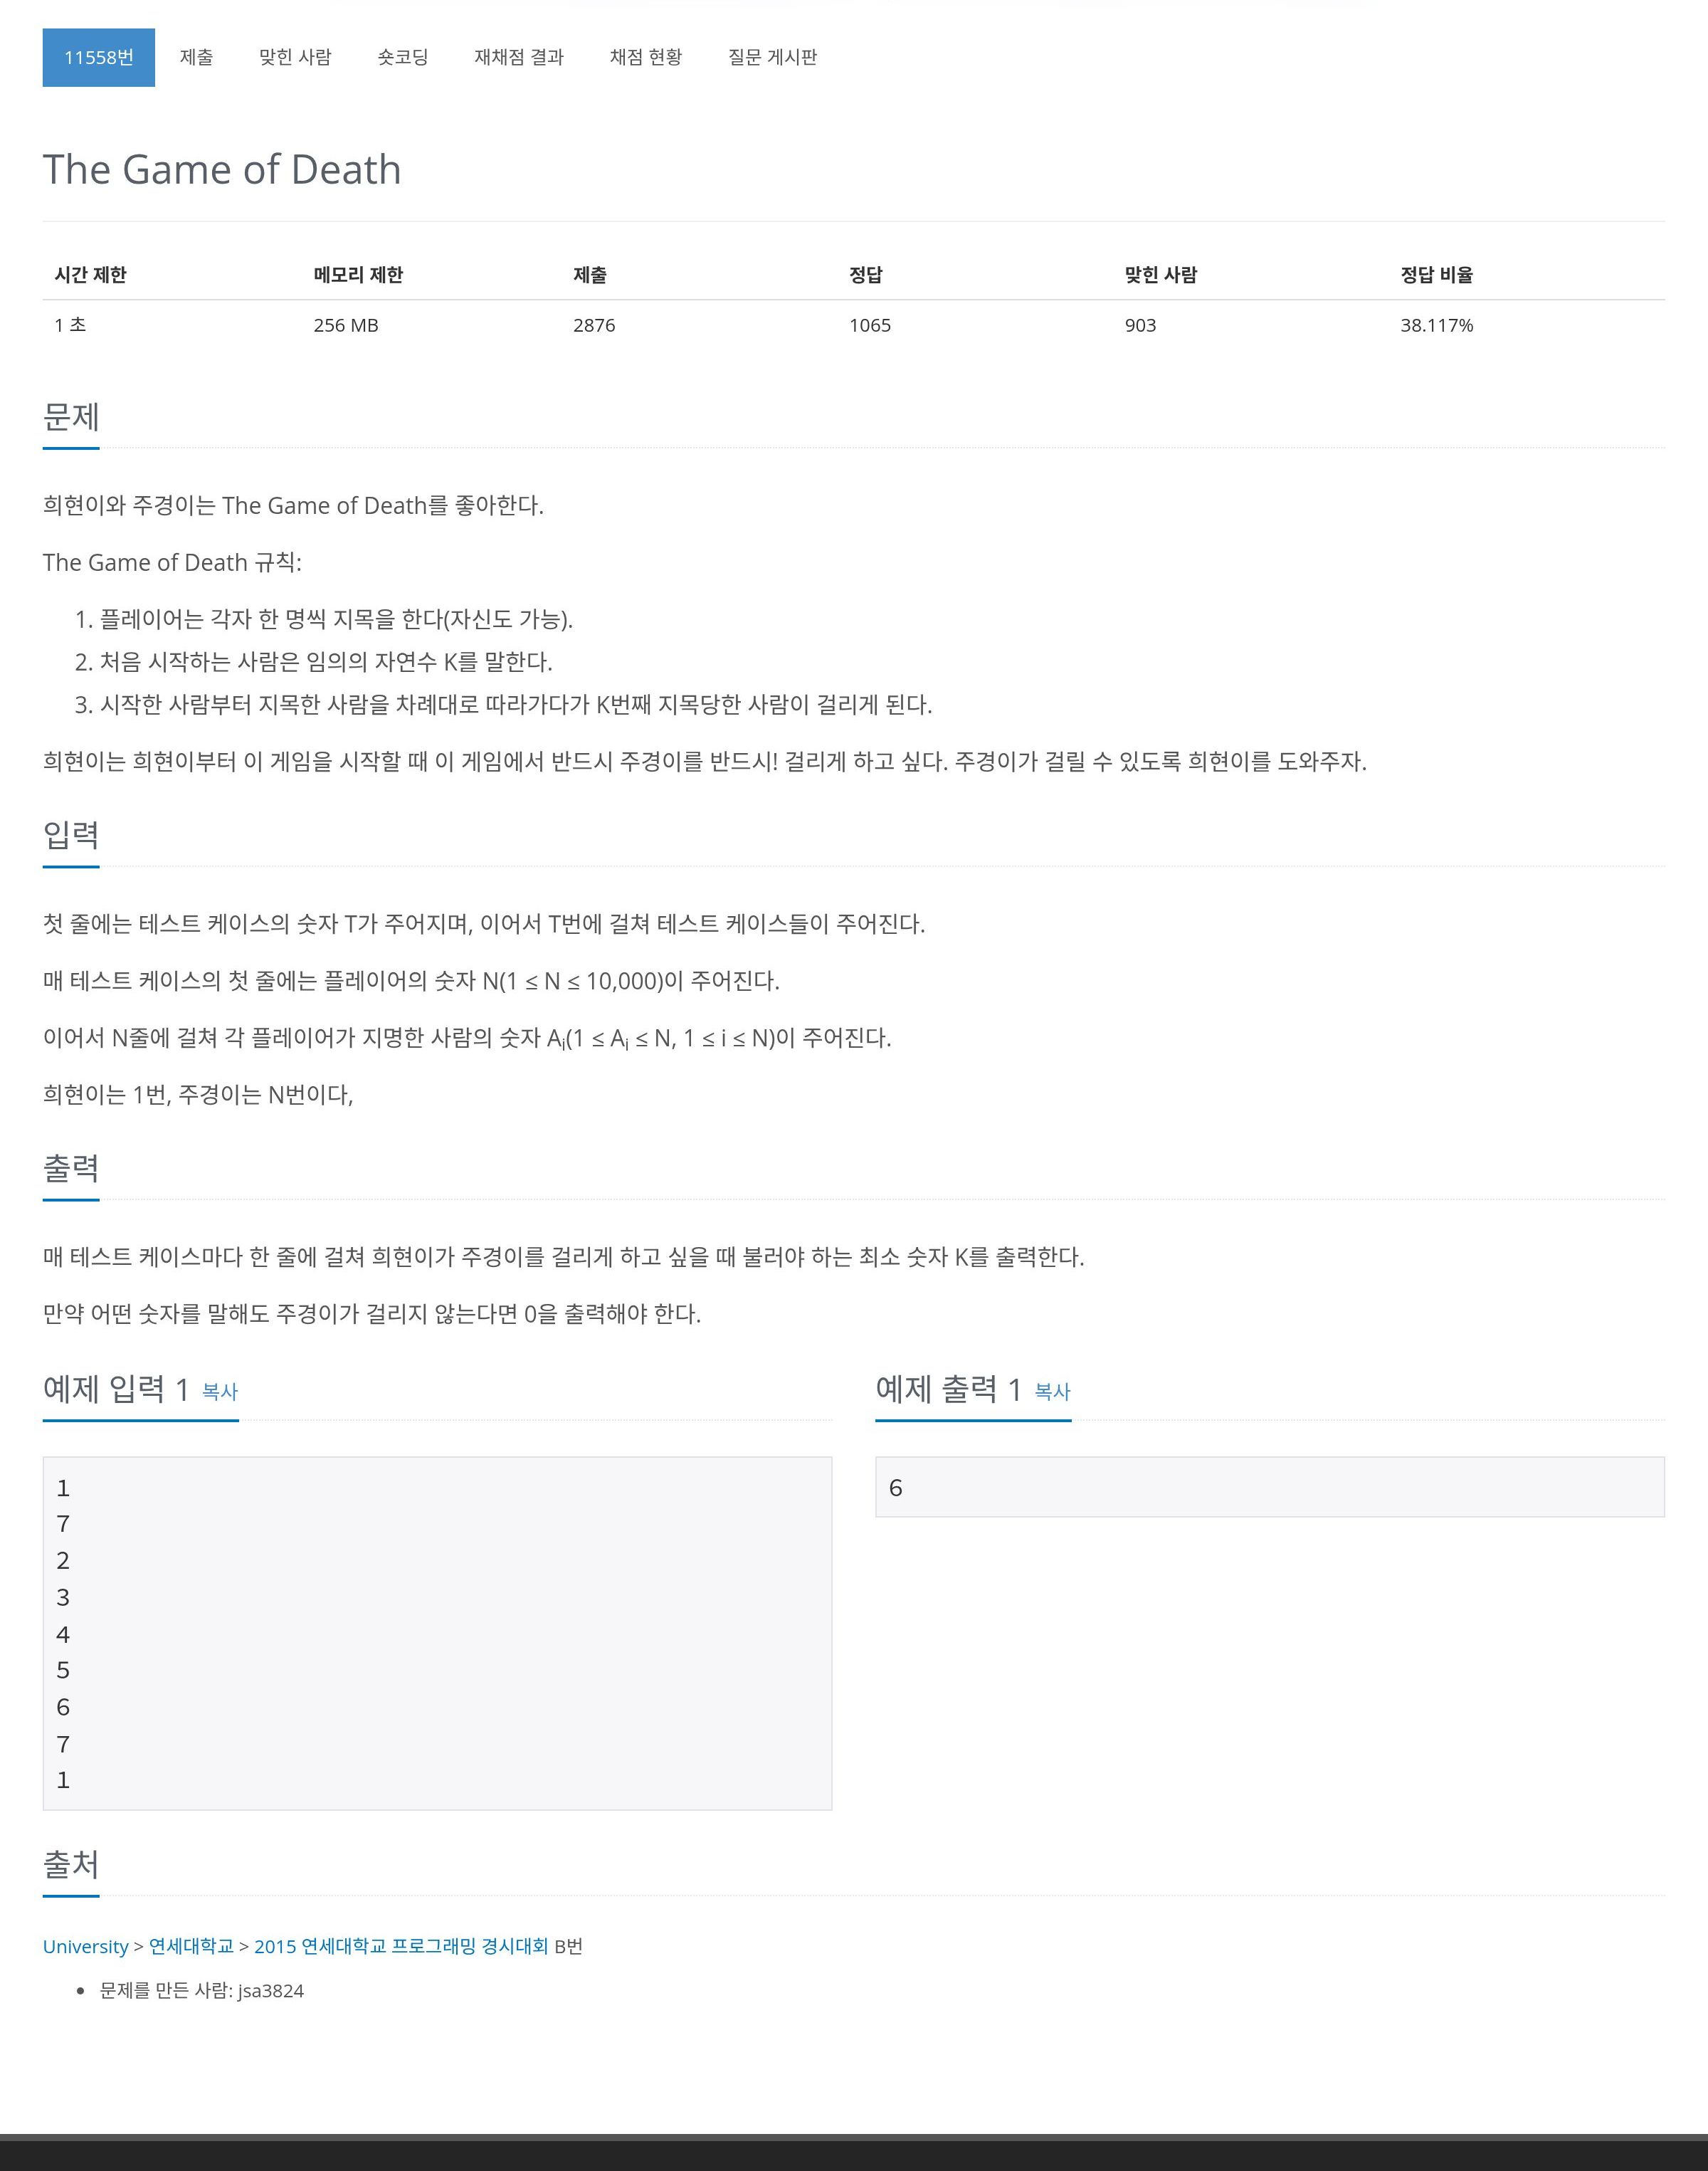 11558번 제출 맞힌 사람 숏코딩 재채점 결과 채점 현황 질문 게시판
The Game of Death
시간 제한 메모리 제한 제출 정답 맞힌 사람 정답 비율
1 초 256 MB 2876 1065 903 38.117%
문제
희현이와 주경이는 The Game of Death를 좋아한다.
The Game of Death 규칙:
1. 플레이어는 각자 한 명씩 지목을 한다(자신도 가능).
2. 처음 시작하는 사람은 임의의 자연수 K를 말한다.
3. 시작한 사람부터 지목한 사람을 차례대로 따라가다가 K번째 지목당한 사람이 걸리게 된다.
희현이는 희현이부터 이 게임을 시작할 때 이 게임에서 반드시 주경이를 반드시! 걸리게 하고 싶다. 주경이가 걸릴 수 있도록 희현이를 도와주자.
입력
첫 줄에는 테스트 케이스의 숫자 T가 주어지며, 이어서 T번에 걸쳐 테스트 케이스들이 주어진다.
매 테스트 케이스의 첫 줄에는 플레이어의 숫자 N(1 ≤ N ≤ 10,000)이 주어진다.
이어서 N줄에 걸쳐 각 플레이어가 지명한 사람의 숫자 Ai(1 ≤ Ai ≤ N, 1 ≤ i ≤ N)이 주어진다.
희현이는 1번, 주경이는 N번이다,
출력
매 테스트 케이스마다 한 줄에 걸쳐 희현이가 주경이를 걸리게 하고 싶을 때 불러야 하는 최소 숫자 K를 출력한다.
만약 어떤 숫자를 말해도 주경이가 걸리지 않는다면 0을 출력해야 한다.
예제 입력 1 복사
1
7
2
3
4
5
6
7
1
예제 출력 1 복사
6
출처
University > 연세대학교 > 2015 연세대학교 프로그래밍 경시대회 B번
• 문제를 만든 사람: jsa3824